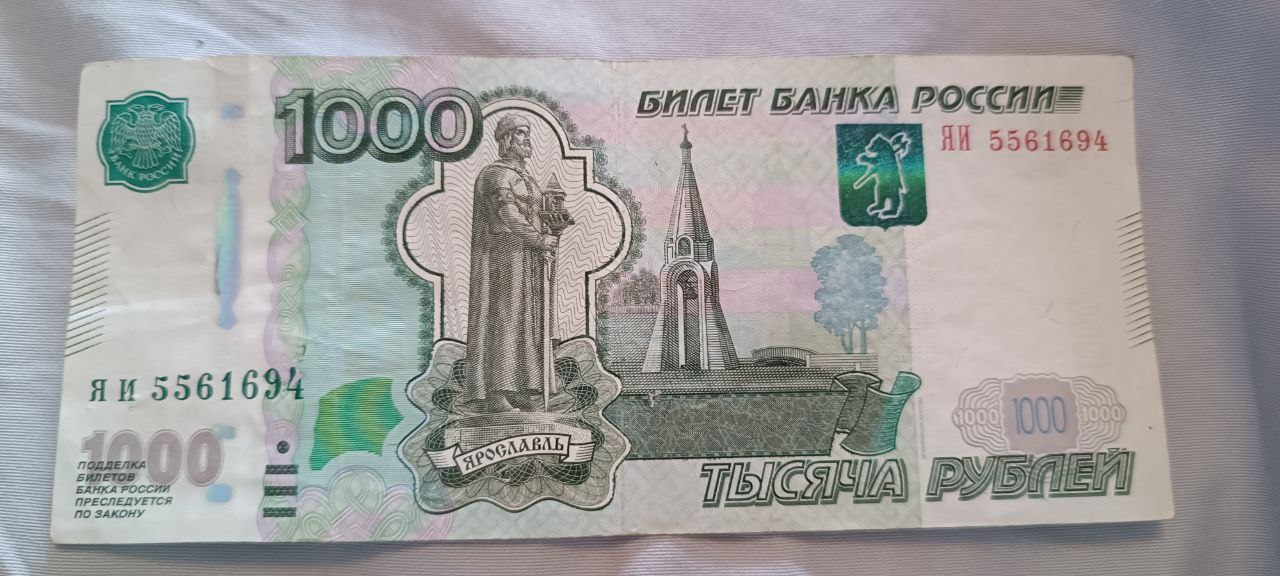 1000
БИЛЕТ БАНКА РОССИИ
БАНК РОССИИ
ЯИ 5561694
ЯИ 5561694
ЯРОСЛАВЛЬ
1000 1000 1000
1000
ТЫСЯЧА РУБЛЕЙ
ПОДДЕЛКА
БИЛЕТОВ
БАНКА РОССИИ
ПРЕСЛЕДУЕТСЯ
ПО ЗАКОНУ